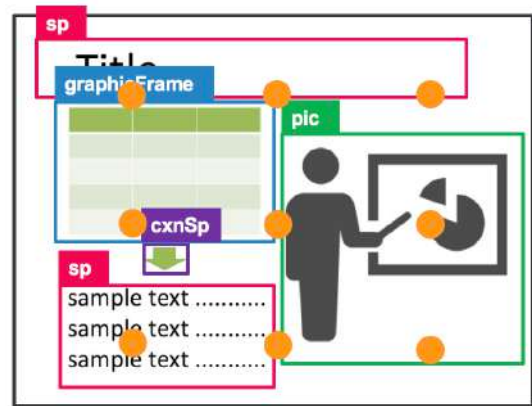 sp
Title
graphicFrame
pic
cxnSp
sp
sample text ...........
sample text ...........
sample text ...........